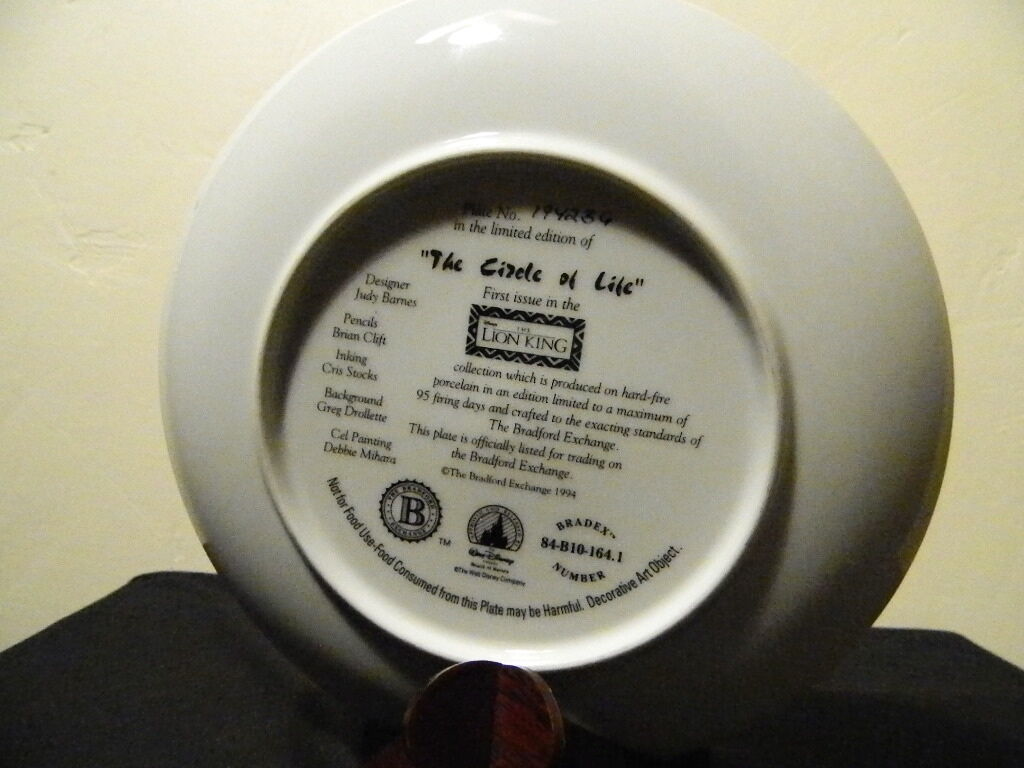 Plate No.
in the limited edition of
"The Circle of Life"
First issue in the
Disney's
THE
LION KING
collection which is produced on hard-fire
porcelain in an edition limited to a maximum of
95 firing days and crafted to the exacting standards of
The Bradford Exchange.
This plate is officially listed for trading on
the Bradford Exchange.
©The Bradford Exchange 1994
Designer
Judy Barnes
Pencils
Brian Clift
Inking
Cris Stocks
Background
Greg Drollette
Cel Painting
Debbie Mihara
THE BRADFORD
B
EXCHANGE
TM
Walt Disney
©The Walt Disney Company
BRADEX
84-B10-164.1
NUMBER
Not for Food Use-Food Consumed from this Plate may be Harmful. Decorative Art Object.